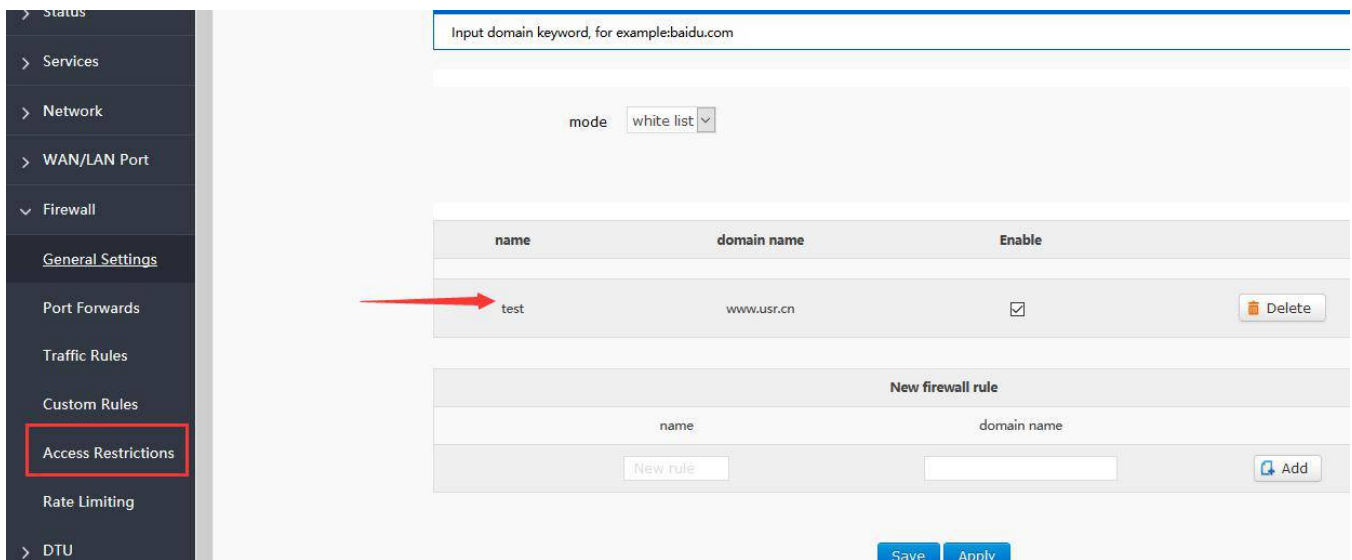 Status
Services
Network
WAN/LAN Port
Firewall
General Settings
Port Forwards
Traffic Rules
Custom Rules
Access Restrictions
Rate Limiting
DTU
Input domain keyword, for example:baidu.com
mode white list
name domain name Enable
test www.usr.cn Delete
New firewall rule
name domain name
New rule Add
Save Apply